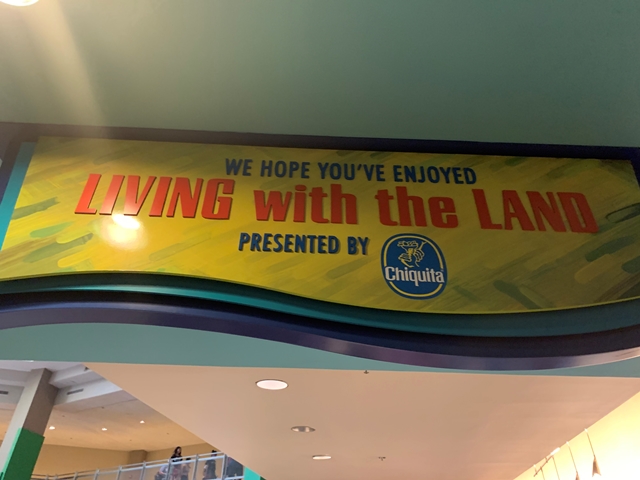 WE HOPE YOU'VE ENJOYED
LIVING with the LAND
PRESENTED BY Chiquita